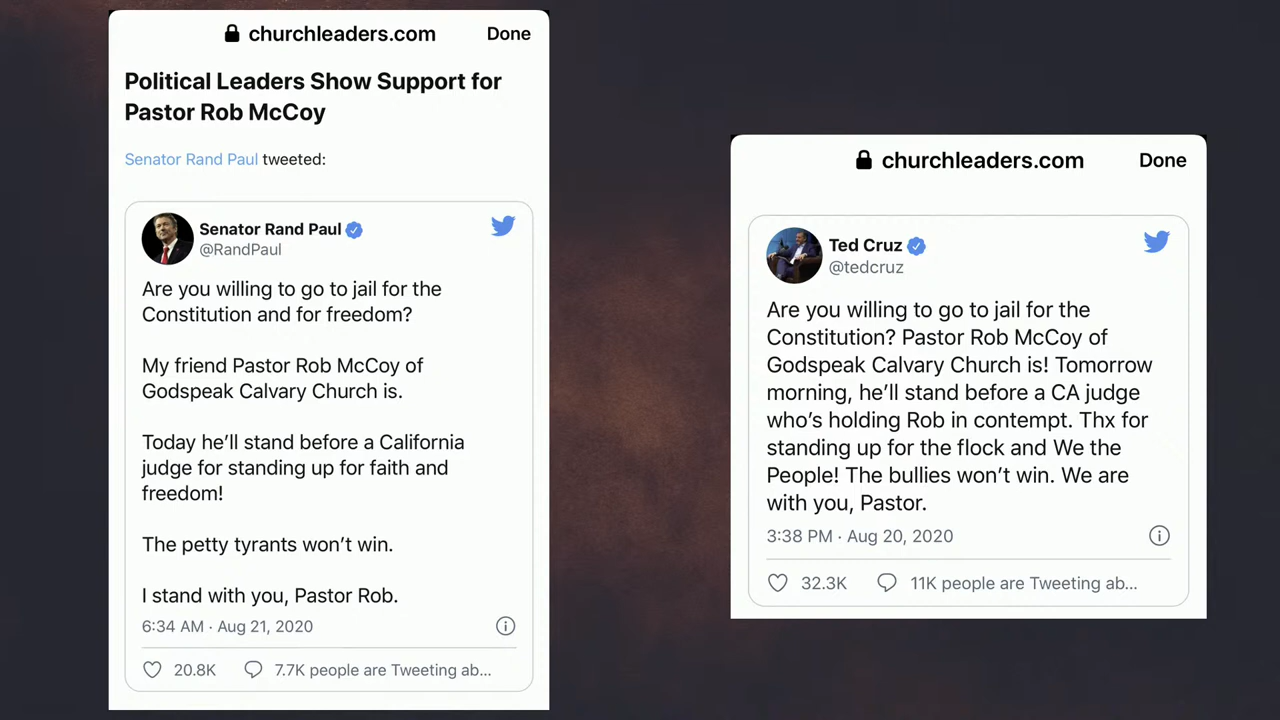 churchleaders.com Done
Political Leaders Show Support for
Pastor Rob McCoy
Senator Rand Paul tweeted:
Senator Rand Paul
@RandPaul
Are you willing to go to jail for the
Constitution and for freedom?
My friend Pastor Rob McCoy of
Godspeak Calvary Church is.
Today he'll stand before a California
judge for standing up for faith and
freedom!
The petty tyrants won't win.
I stand with you, Pastor Rob.
6:34 AM · Aug 21, 2020
20.8K 7.7K people are Tweeting ab...
churchleaders.com Done
Ted Cruz
@tedcruz
Are you willing to go to jail for the
Constitution? Pastor Rob McCoy of
Godspeak Calvary Church is! Tomorrow
morning, he'll stand before a CA judge
who's holding Rob in contempt. Thx for
standing up for the flock and We the
People! The bullies won't win. We are
with you, Pastor.
3:38 PM · Aug 20, 2020
32.3K 11K people are Tweeting ab...